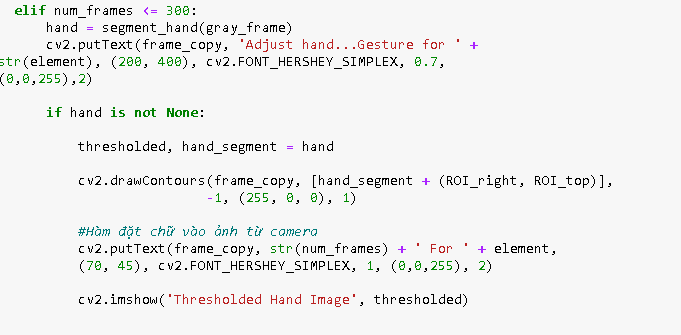 elif num_frames <= 300:
hand = segment_hand(gray_frame)
cv2.putText(frame_copy, 'Adjust hand...Gesture for ' +
str(element), (200, 400), cv2.FONT_HERSHEY_SIMPLEX, 0.7,
(0,0,255),2)
if hand is not None:
thresholded, hand_segment = hand
cv2.drawContours(frame_copy, [hand_segment + (ROI_right, ROI_top)],
-1, (255, 0, 0), 1)
#Hàm đặt chữ vào ảnh từ camera
cv2.putText(frame_copy, str(num_frames) + ' For ' + element,
(70, 45), cv2.FONT_HERSHEY_SIMPLEX, 1, (0,0,255), 2)
cv2.imshow('Thresholded Hand Image', thresholded)